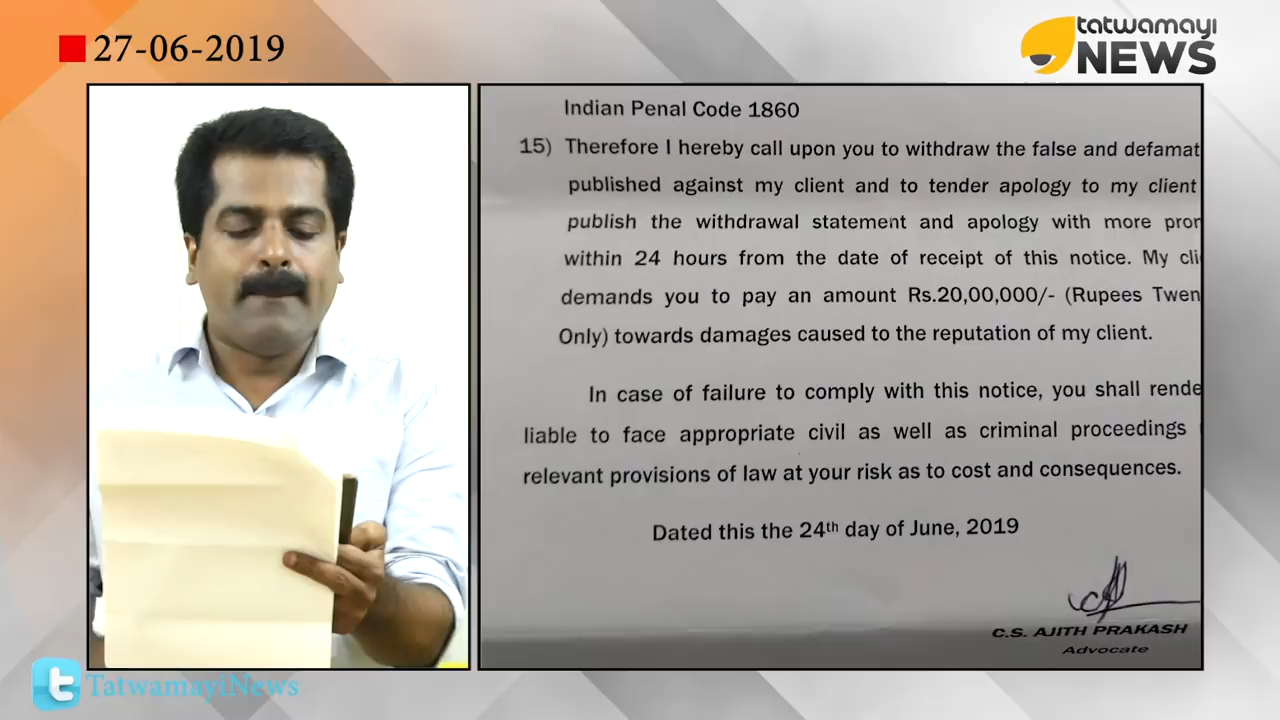 27-06-2019
tatwamayi
NEWS
Indian Penal Code 1860
15) Therefore I hereby call upon you to withdraw the false and defamat
published against my client and to tender apology to my client
publish the withdrawal statement and apology with more pro
within 24 hours from the date of receipt of this notice. My cli
demands you to pay an amount Rs.20,00,000/- (Rupees Twen
Only) towards damages caused to the reputation of my client.
In case of failure to comply with this notice, you shall rende
liable to face appropriate civil as well as criminal proceedings
relevant provisions of law at your risk as to cost and consequences.
Dated this the 24th day of June, 2019
C.S. AJITH PRAKASH
Advocate
TatwamayiNews